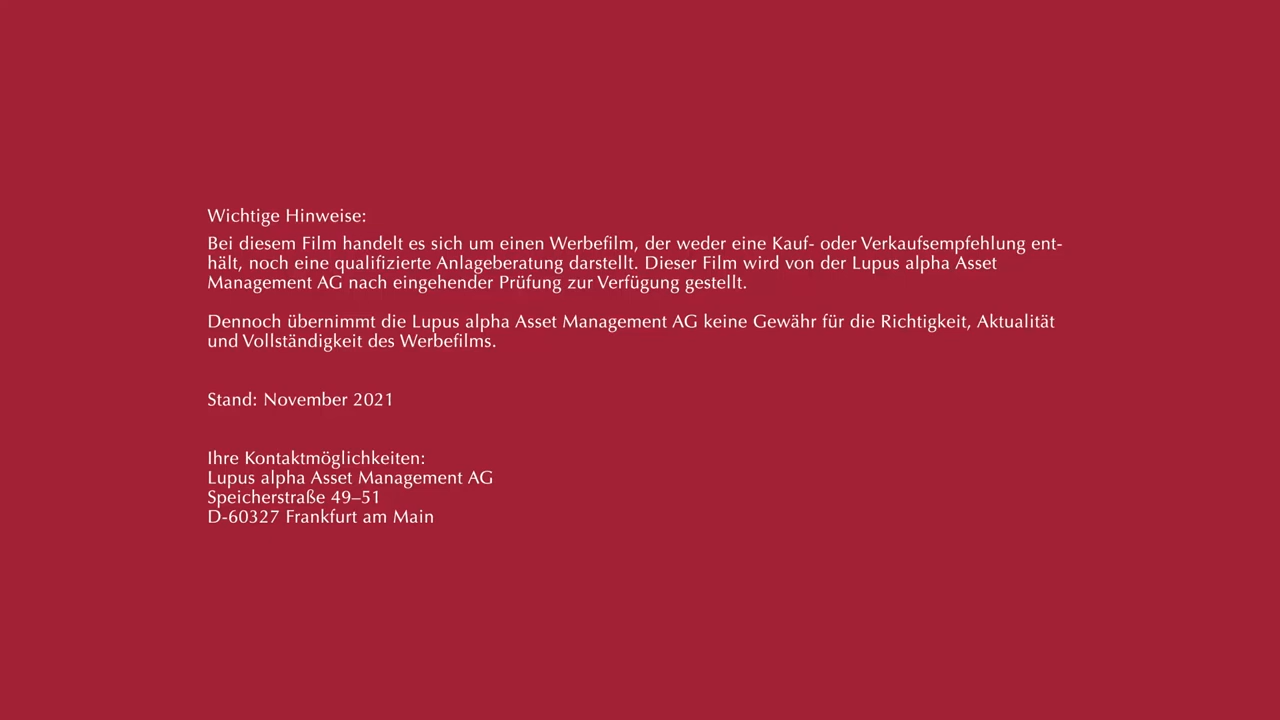 Wichtige Hinweise:
Bei diesem Film handelt es sich um einen Werbefilm, der weder eine Kauf- oder Verkaufsempfehlung ent-
hält, noch eine qualifizierte Anlageberatung darstellt. Dieser Film wird von der Lupus alpha Asset
Management AG nach eingehender Prüfung zur Verfügung gestellt.
Dennoch übernimmt die Lupus alpha Asset Management AG keine Gewähr für die Richtigkeit, Aktualität
und Vollständigkeit des Werbefilms.
Stand: November 2021
Ihre Kontaktmöglichkeiten:
Lupus alpha Asset Management AG
Speicherstraße 49–51
D-60327 Frankfurt am Main